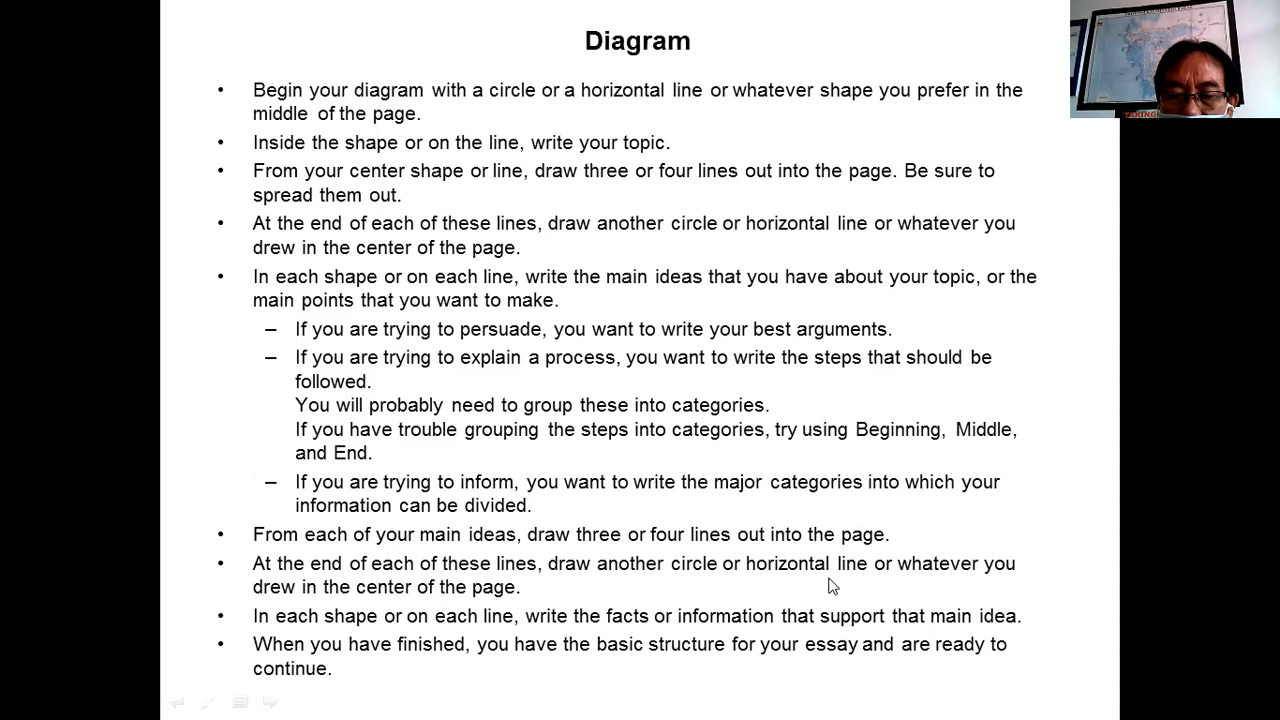 Diagram
• Begin your diagram with a circle or a horizontal line or whatever shape you prefer in the
middle of the page.
• Inside the shape or on the line, write your topic.
• From your center shape or line, draw three or four lines out into the page. Be sure to
spread them out.
• At the end of each of these lines, draw another circle or horizontal line or whatever you
drew in the center of the page.
• In each shape or on each line, write the main ideas that you have about your topic, or the
main points that you want to make.
– If you are trying to persuade, you want to write your best arguments.
– If you are trying to explain a process, you want to write the steps that should be
followed.
You will probably need to group these into categories.
If you have trouble grouping the steps into categories, try using Beginning, Middle,
and End.
– If you are trying to inform, you want to write the major categories into which your
information can be divided.
• From each of your main ideas, draw three or four lines out into the page.
• At the end of each of these lines, draw another circle or horizontal line or whatever you
drew in the center of the page.
• In each shape or on each line, write the facts or information that support that main idea.
• When you have finished, you have the basic structure for your essay and are ready to
continue.